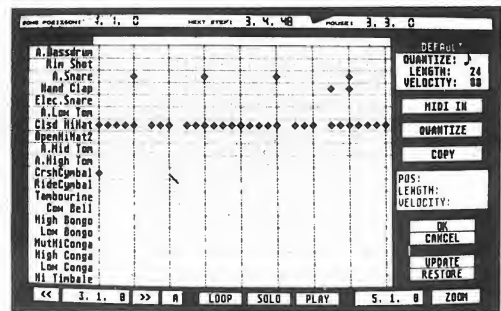 SONG POSITION: 4. 1. 0 NEXT STEP: 3. 4. 48 MOUSE: 3. 3. 0
A.Bassdrum
Rim Shot
A.Snare
Hand Clap
Elec.Snare
A.Low Tom
Clsd HiHat
OpenHiHat2
A.Mid Tom
A.High Tom
CrshCymbal
RideCymbal
Tambourine
Cow Bell
High Bongo
Low Bongo
MutHiConga
High Conga
Low Conga
Hi Timbale
DEFAULT
QUANTIZE: ♪
LENGTH: 24
VELOCITY: 88
MIDI IN
QUANTIZE
COPY
POS:
LENGTH:
VELOCITY:
OK
CANCEL
UPDATE
RESTORE
<< 3. 1. 0 >> A LOOP SOLO PLAY 5. 1. 0 ZOOM